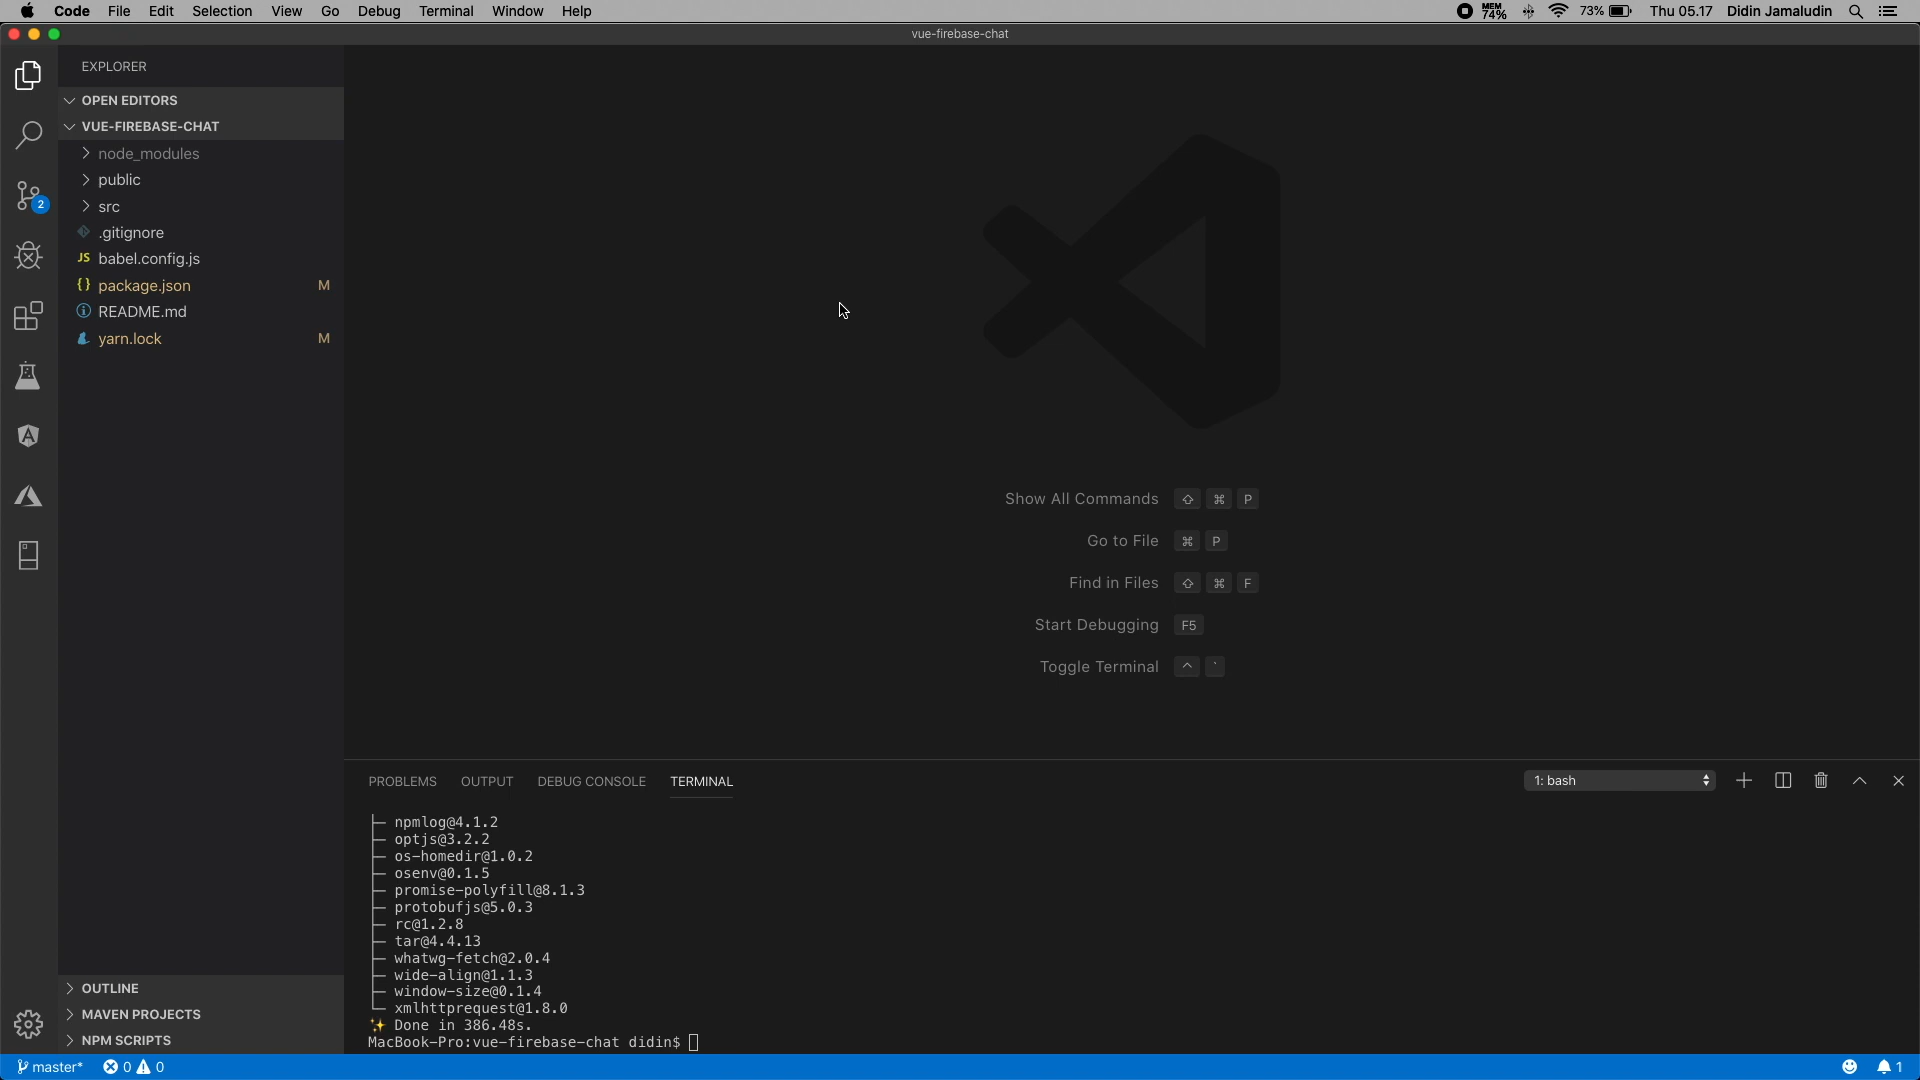 Code File Edit Selection View Go Debug Terminal Window Help MEM 74% 73% Thu 05.17 Didin Jamaludin
vue-firebase-chat
EXPLORER
OPEN EDITORS
VUE-FIREBASE-CHAT
node_modules
public
src
.gitignore
JS babel.config.js
{} package.json M
README.md
yarn.lock M
2
Show All Commands ⇧ ⌘ P
Go to File ⌘ P
Find in Files ⇧ ⌘ F
Start Debugging F5
Toggle Terminal ^ `
PROBLEMS OUTPUT DEBUG CONSOLE TERMINAL 1: bash
├─ npmlog@4.1.2
├─ optjs@3.2.2
├─ os-homedir@1.0.2
├─ osenv@0.1.5
├─ promise-polyfill@8.1.3
├─ protobufjs@5.0.3
├─ rc@1.2.8
├─ tar@4.4.13
├─ whatwg-fetch@2.0.4
├─ wide-align@1.1.3
├─ window-size@0.1.4
└─ xmlhttprequest@1.8.0
✨ Done in 386.48s.
MacBook-Pro:vue-firebase-chat didin$
OUTLINE
MAVEN PROJECTS
NPM SCRIPTS
master* 0 0 1